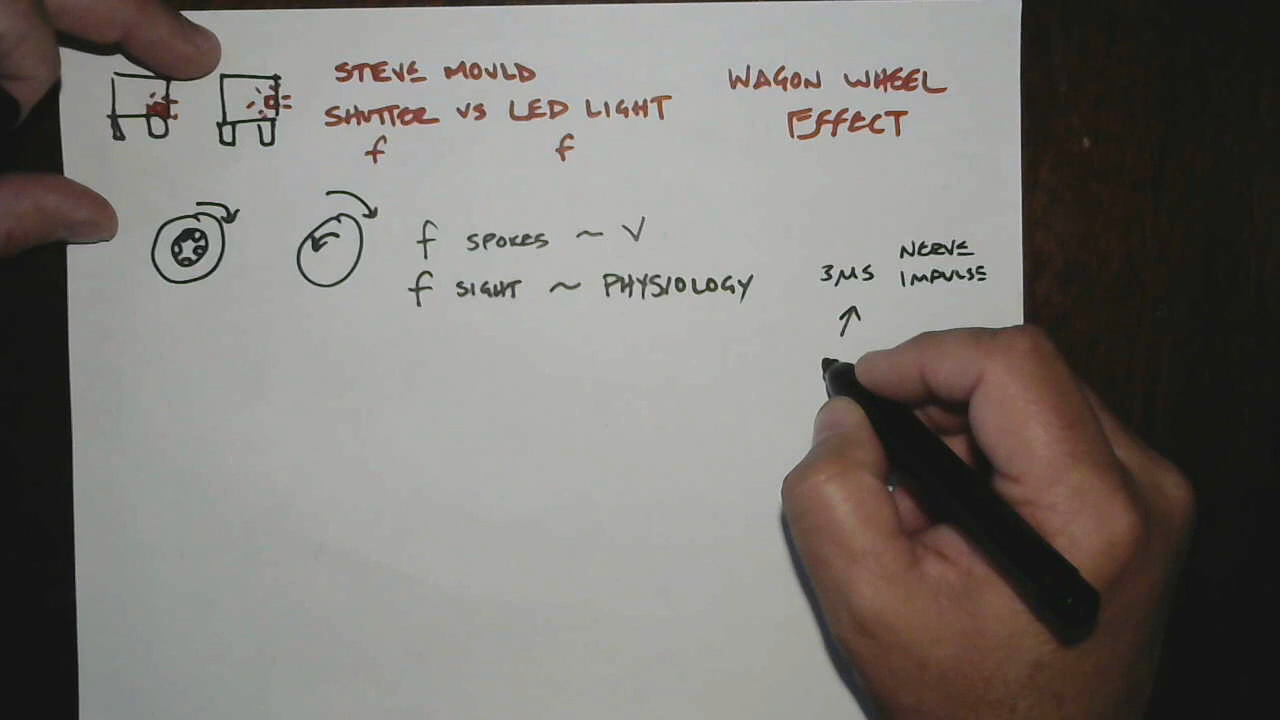 STEVE MOULD
SHUTTER VS LED LIGHT
f f
WAGON WHEEL
EFFECT
f SPOKES ~ V
f SIGHT ~ PHYSIOLOGY
3MS NERVE
IMPULSE